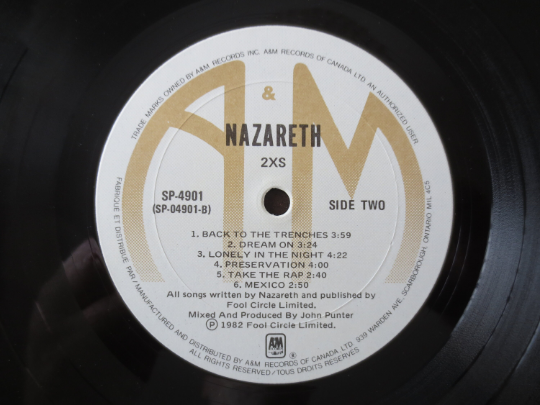 TRADE MARKS OWNED BY A&M RECORDS INC. A&M RECORDS OF CANADA LTD. AN AUTHORIZED USER
&
NAZARETH
2XS
SP-4901
(SP-04901-B)
SIDE TWO
1. BACK TO THE TRENCHES 3:59
2. DREAM ON 3:24
3. LONELY IN THE NIGHT 4:22
4. PRESERVATION 4:00
5. TAKE THE RAP 2:40
6. MEXICO 2:50
All songs written by Nazareth and published by
Fool Circle Limited.
Mixed And Produced By John Punter
Ⓟ 1982 Fool Circle Limited.
A&M
®
FABRIQUE ET DISTRIBUE PAR/MANUFACTURED AND DISTRIBUTED BY A&M RECORDS OF CANADA LTD. 939 WARDEN AVE. SCARBOROUGH, ONTARIO M1L 4C5
ALL RIGHTS RESERVED/TOUS DROITS RESERVES